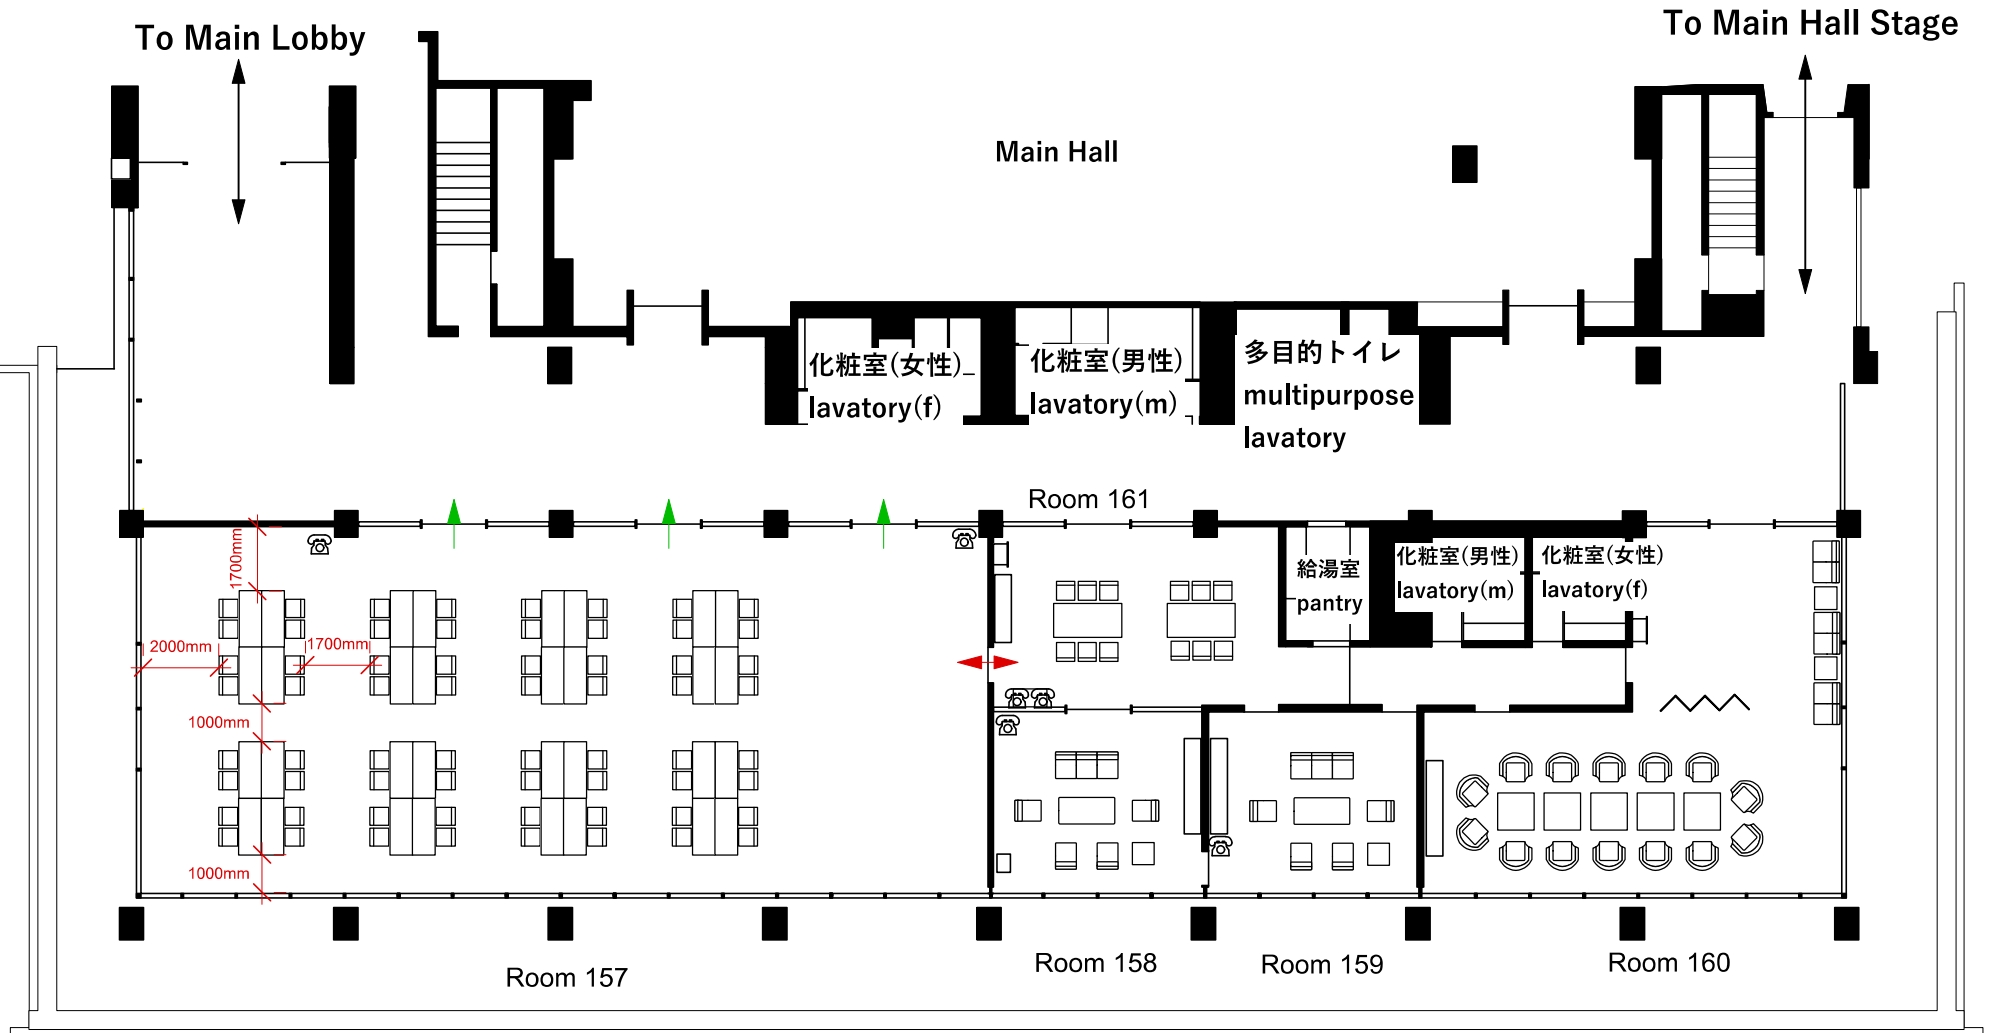 To Main Lobby
To Main Hall Stage
Main Hall
化粧室(女性)
lavatory(f)
化粧室(男性)
lavatory(m)
多目的トイレ
multipurpose
lavatory
Room 161
1700mm
給湯室
pantry
化粧室(男性)
lavatory(m)
化粧室(女性)
lavatory(f)
2000mm
1700mm
1000mm
1000mm
Room 157
Room 158
Room 159
Room 160